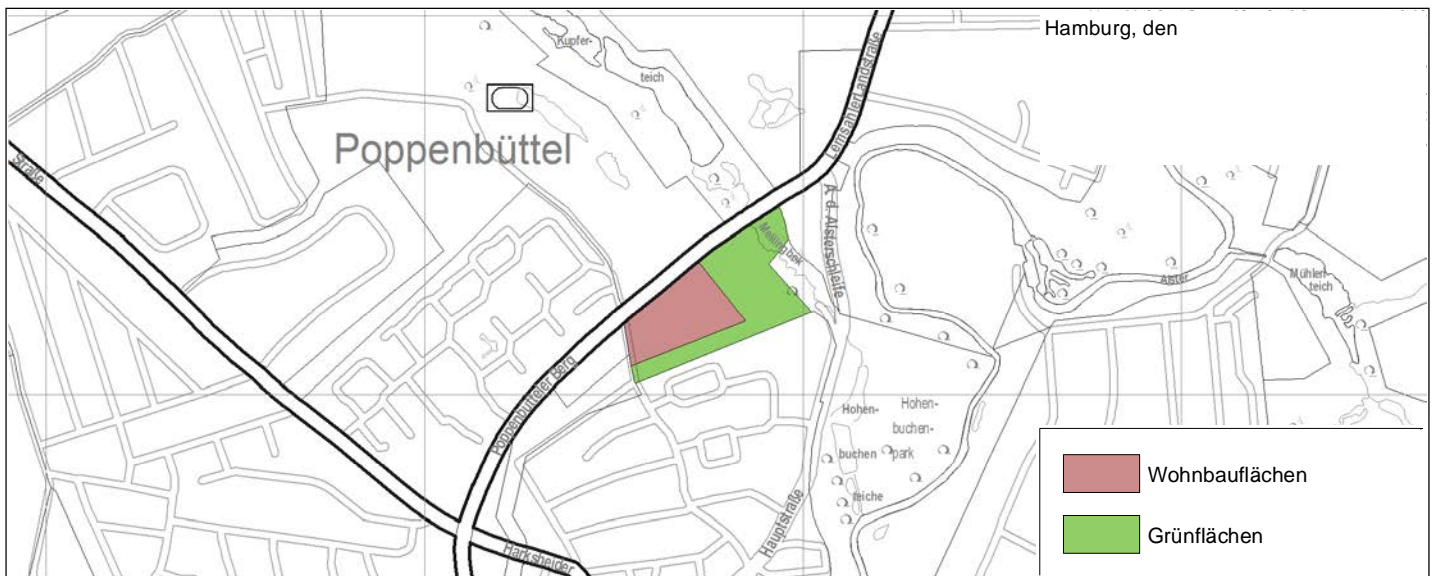 Hamburg, den
Kupfer-
teich
Poppenbüttel
Lemsahler Landstraße
Straße
A. d. Alsterschleife
Mellingbek
Alster
Mühlen
teich
Poppenbütteler Berg
Hohen-
buchen
teiche
Hohen-
buchen-
park
Hauptstraße
Harksheider
Wohnbauflächen
Grünflächen